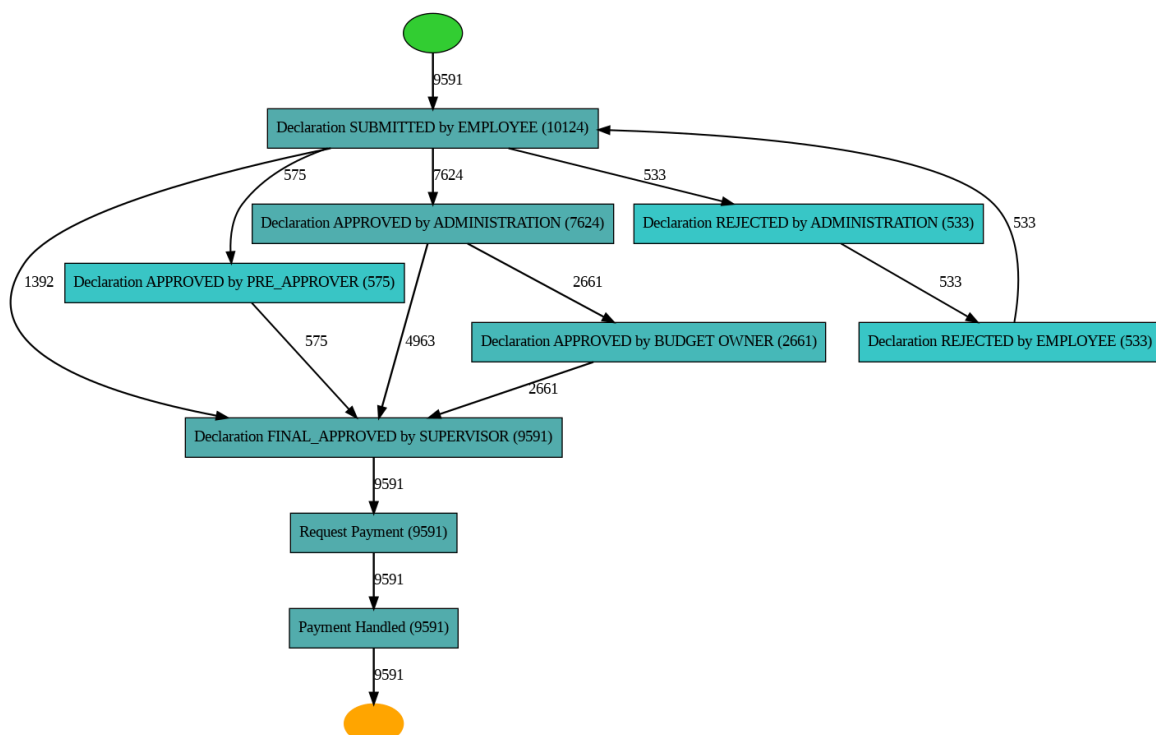 9591
Declaration SUBMITTED by EMPLOYEE (10124)
575
7624
533
Declaration APPROVED by ADMINISTRATION (7624)
Declaration REJECTED by ADMINISTRATION (533)
533
1392
Declaration APPROVED by PRE_APPROVER (575)
2661
533
575
4963
Declaration APPROVED by BUDGET OWNER (2661)
Declaration REJECTED by EMPLOYEE (533)
2661
Declaration FINAL_APPROVED by SUPERVISOR (9591)
9591
Request Payment (9591)
9591
Payment Handled (9591)
9591